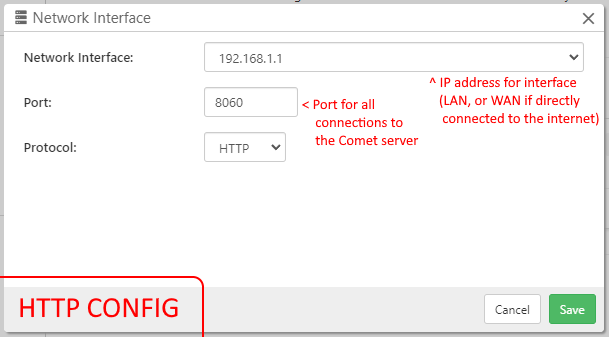 Network Interface
Network Interface:
192.168.1.1
^ IP address for interface
(LAN, or WAN if directly
connected to the internet)
Port:
8060
< Port for all
connections to
the Comet server
Protocol:
HTTP
HTTP CONFIG
Cancel
Save